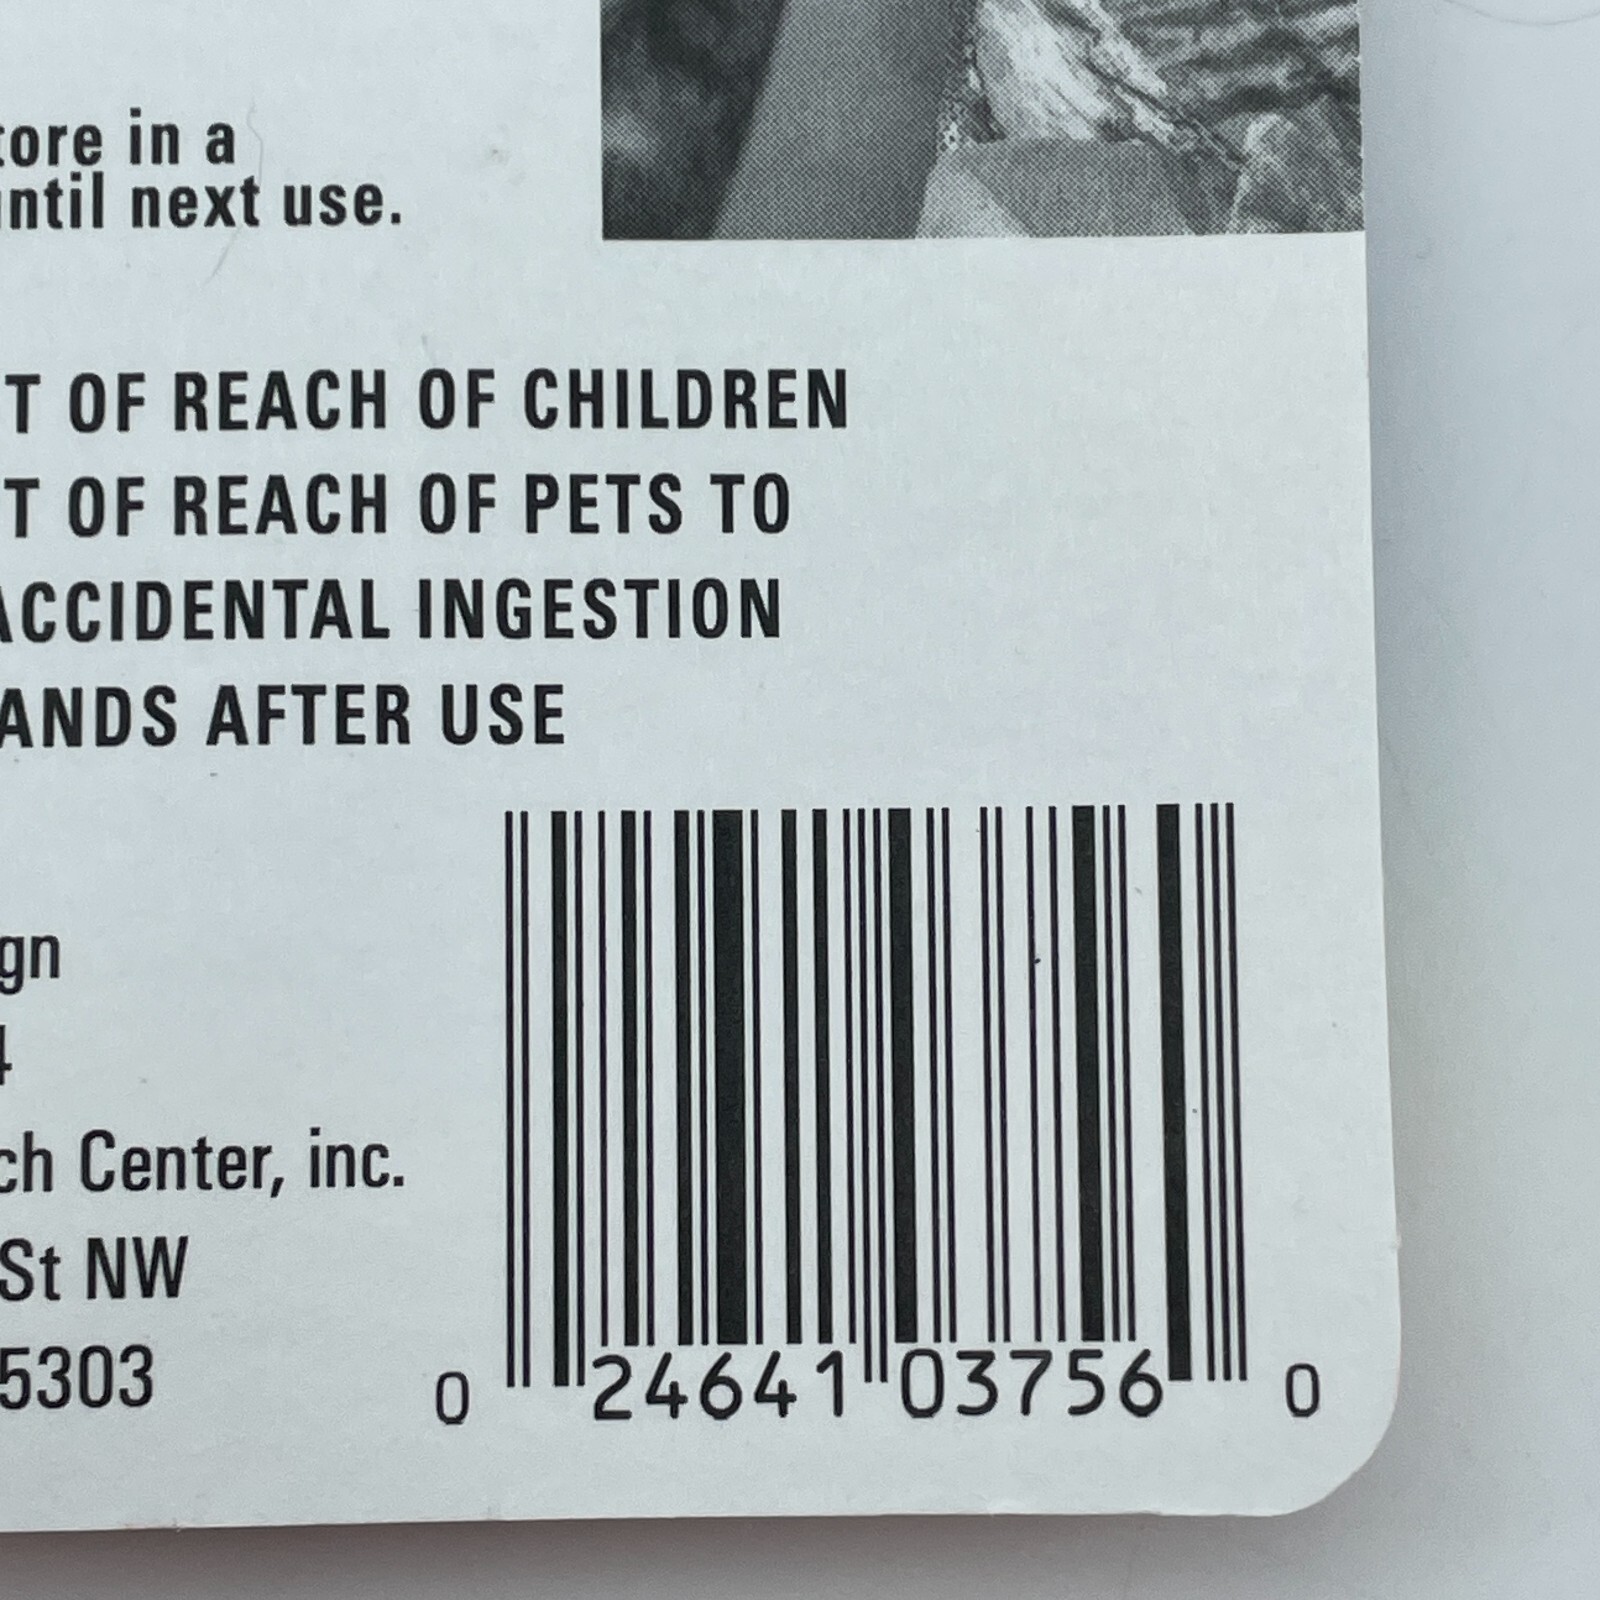 tore in a
until next use.
T OF REACH OF CHILDREN
T OF REACH OF PETS TO
ACCIDENTAL INGESTION
ANDS AFTER USE
gn
4
ch Center, inc.
St NW
5303
0 24641 03756 0